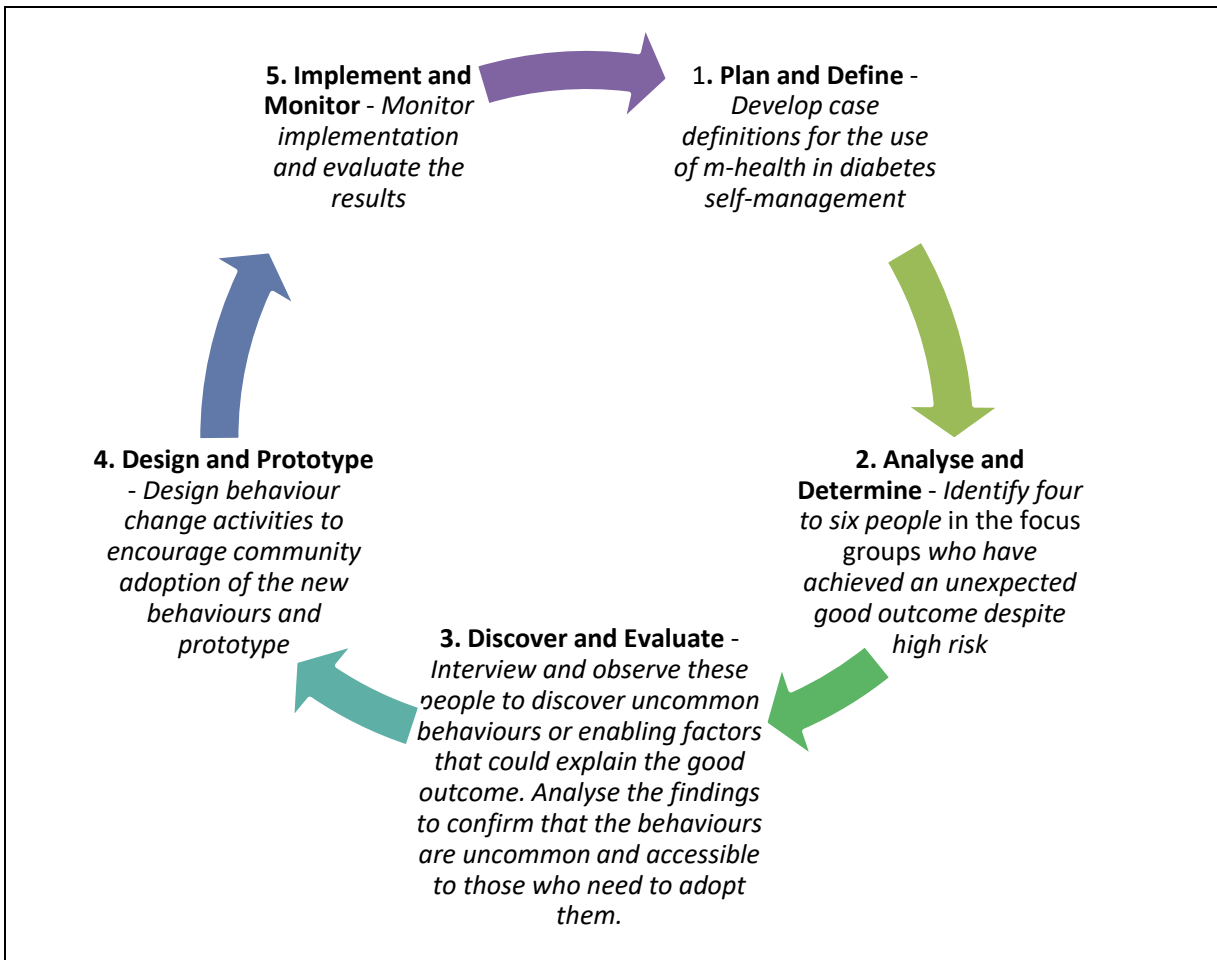 1. Plan and Define -
Develop case
definitions for the use
of m-health in diabetes
self-management
2. Analyse and
Determine - Identify four
to six people in the focus
groups who have
achieved an unexpected
good outcome despite
high risk
3. Discover and Evaluate -
Interview and observe these
people to discover uncommon
behaviours or enabling factors
that could explain the good
outcome. Analyse the findings
to confirm that the behaviours
are uncommon and accessible
to those who need to adopt
them.
4. Design and Prototype
- Design behaviour
change activities to
encourage community
adoption of the new
behaviours and
prototype
5. Implement and
Monitor - Monitor
implementation
and evaluate the
results